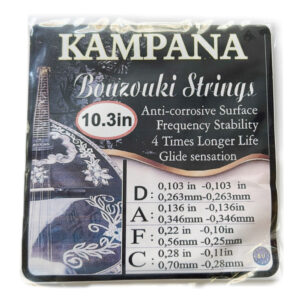 KAMPANA
Bouzouki Strings
10.3in
Anti-corrosive Surface
Frequency Stability
4 Times Longer Life
Glide sensation
D : 0,103 in -0,103 in
0,263mm-0,263mm
A : 0,136 in -0,136in
0,346mm -0,346mm
F : 0,22 in -0,10in
0,56mm -0,25mm
C : 0,28 in -0,11in
0,70mm -0,28mm